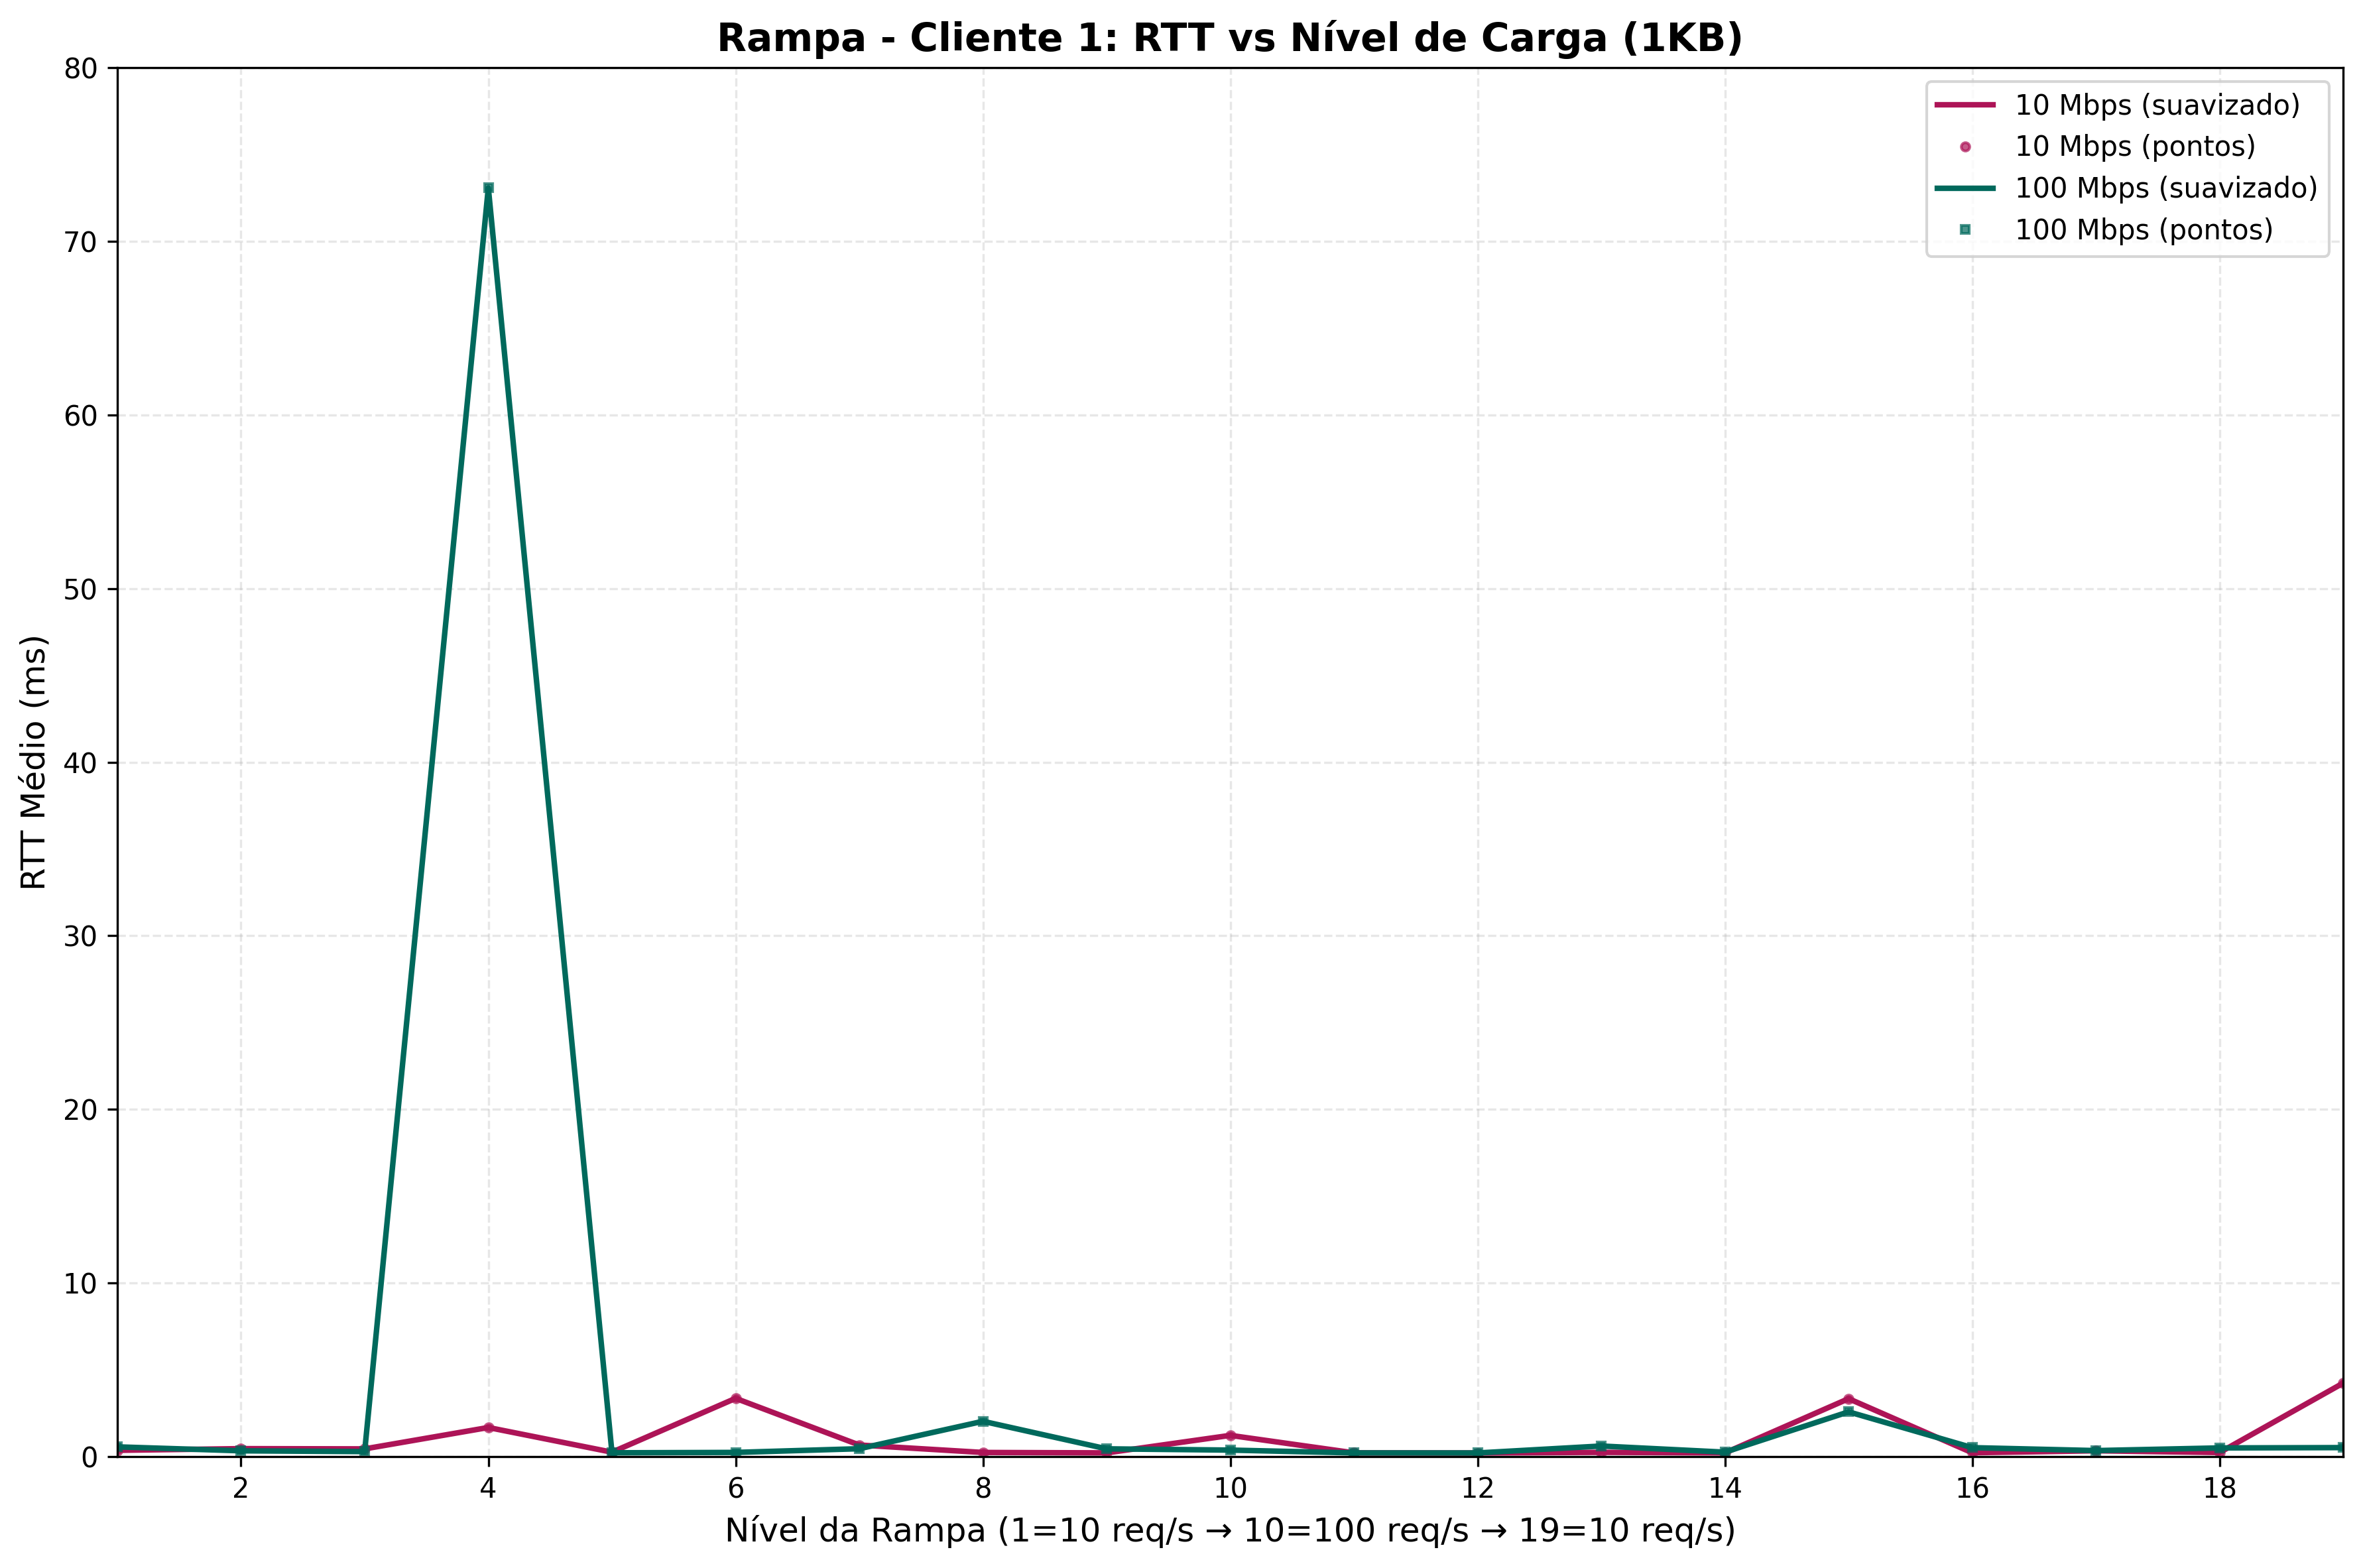 Rampa - Cliente 1: RTT vs Nível de Carga (1KB)
10 Mbps (suavizado)
10 Mbps (pontos)
100 Mbps (suavizado)
100 Mbps (pontos)
RTT Médio (ms)
80
70
60
50
40
30
20
10
0
2 4 6 8 10 12 14 16 18
Nível da Rampa (1=10 req/s → 10=100 req/s → 19=10 req/s)